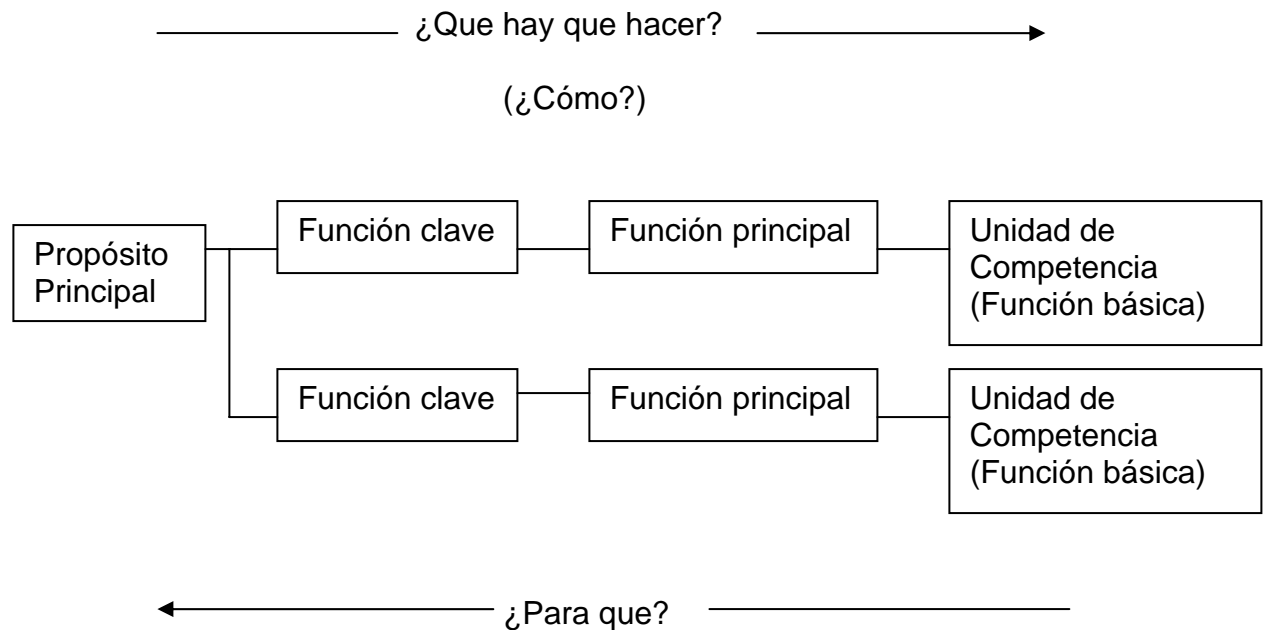 ¿Que hay que hacer?
(¿Cómo?)
Propósito
Principal
Función clave
Función principal
Unidad de
Competencia
(Función básica)
Función clave
Función principal
Unidad de
Competencia
(Función básica)
¿Para que?